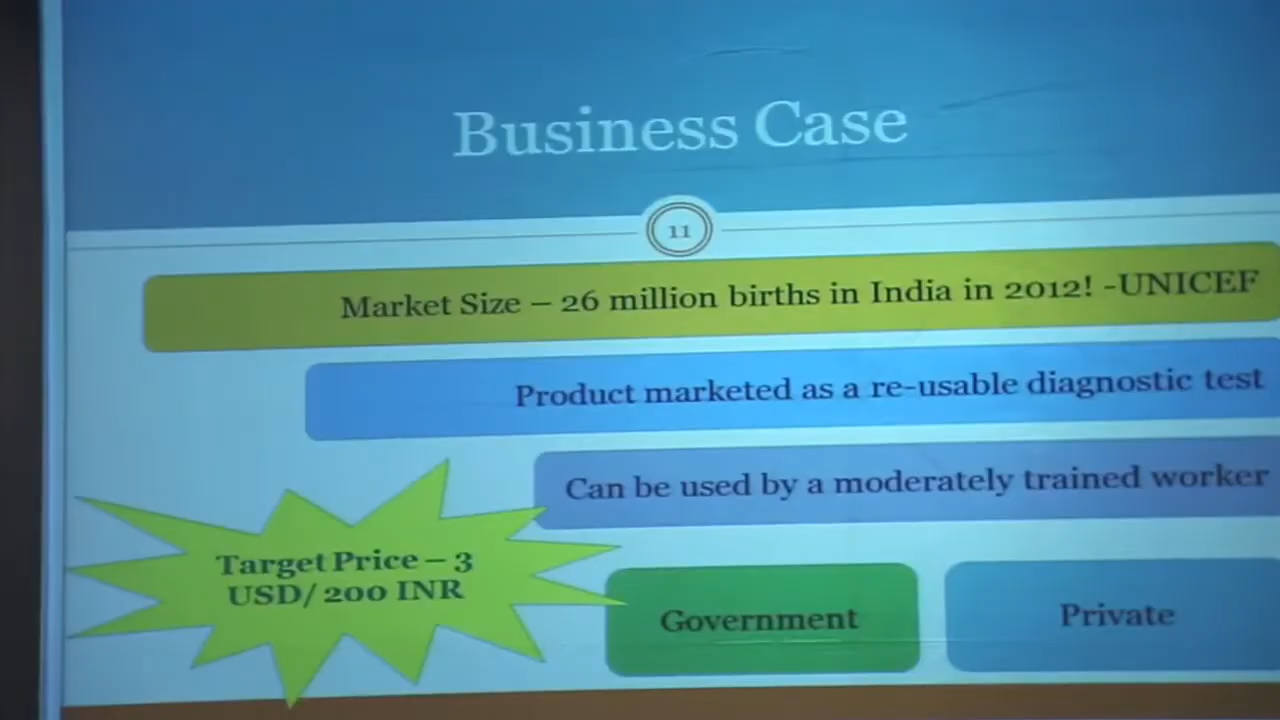 Business Case
11
Market Size – 26 million births in India in 2012! -UNICEF
Product marketed as a re-usable diagnostic test
Can be used by a moderately trained worker
Target Price – 3
USD/ 200 INR
Government
Private